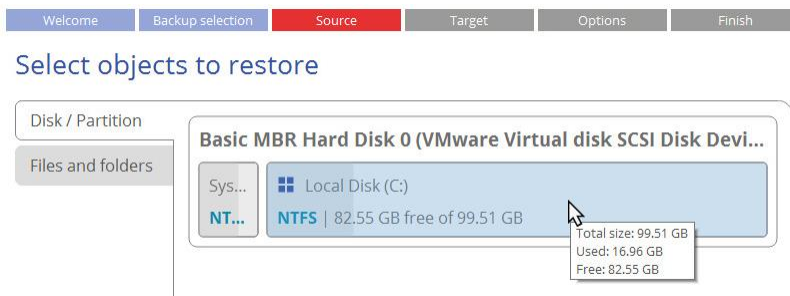 Welcome
Backup selection
Source
Target
Options
Finish
Select objects to restore
Disk / Partition
Files and folders
Basic MBR Hard Disk 0 (VMware Virtual disk SCSI Disk Devi...
Sys...
NT...
Local Disk (C:)
NTFS | 82.55 GB free of 99.51 GB
Total size: 99.51 GB
Used: 16.96 GB
Free: 82.55 GB